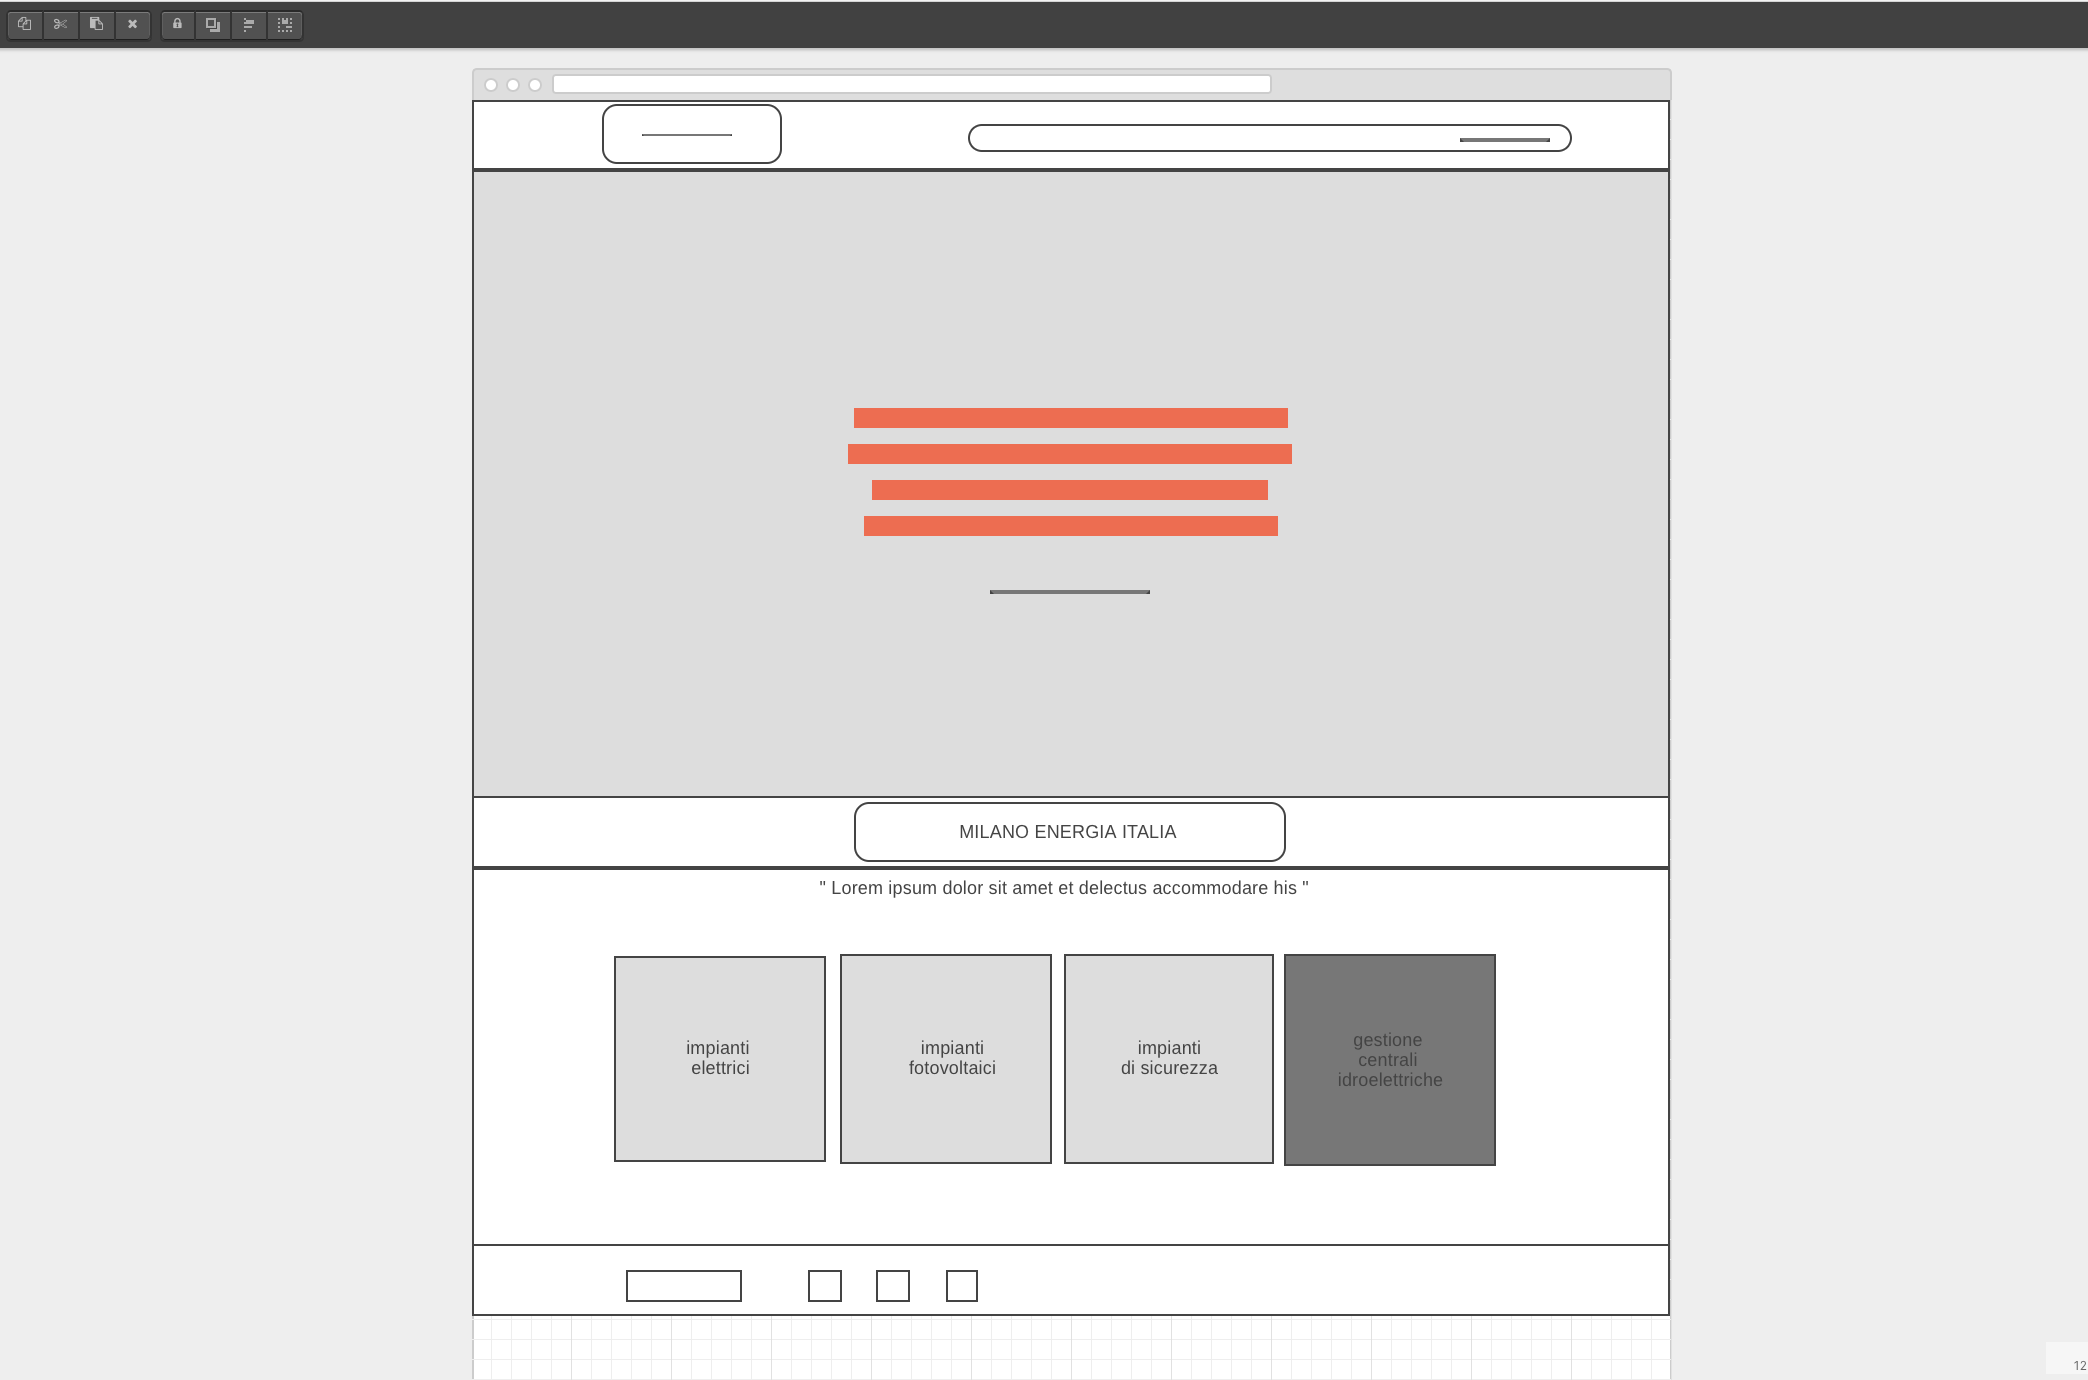 MILANO ENERGIA ITALIA
" Lorem ipsum dolor sit amet et delectus accommodare his "
impianti
elettrici
impianti
fotovoltaici
impianti
di sicurezza
gestione
centrali
idroelettriche
12